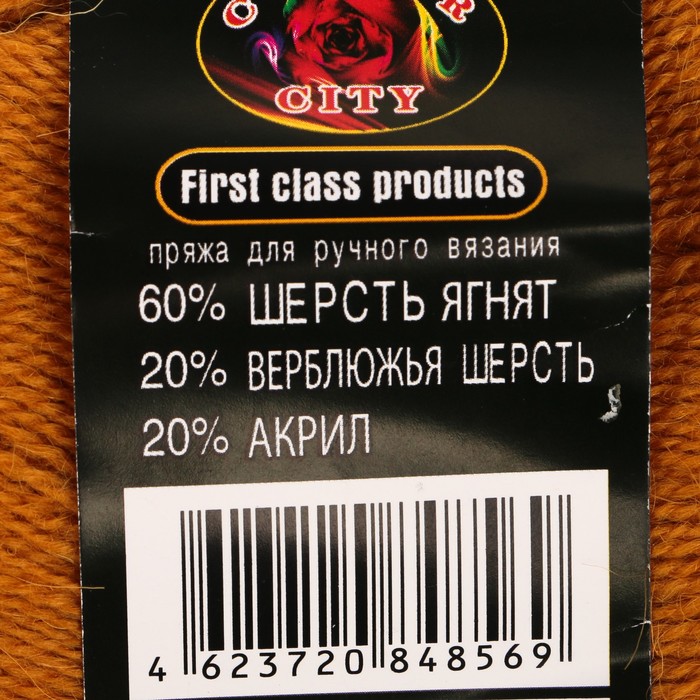 CITY
First class products
пряжа для ручного вязания
60% ШЕРСТЬ ЯГНЯТ
20% ВЕРБЛЮЖЬЯ ШЕРСТЬ
20% АКРИЛ
4 623720 848569